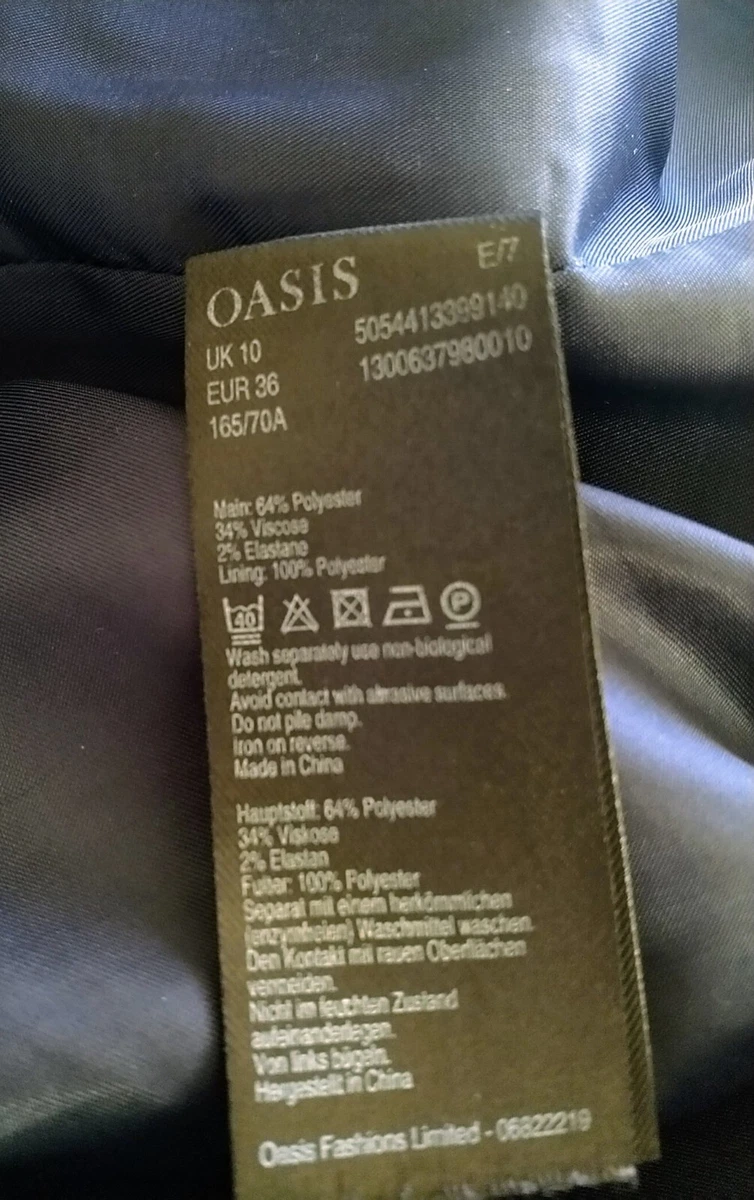 OASIS
E/7
UK 10
5054413399140
EUR 36
1300637980010
165/70A
Main: 64% Polyester
34% Viscose
2% Elastane
Lining: 100% Polyester
40
P
Wash separately use non-biological
detergent.
Avoid contact with abrasive surfaces.
Do not pile damp.
Iron on reverse.
Made in China
Hauptstoff: 64% Polyester
34% Viskose
2% Elastan
Futter: 100% Polyester
Separat mit einem herkömmlichen
(enzymfreien) Waschmittel waschen.
Den Kontakt mit rauen Oberflächen
vermeiden.
Nicht im feuchten Zustand
aufeinanderlegen.
Von links bügeln.
Hergestellt in China
Oasis Fashions Limited - 06822219